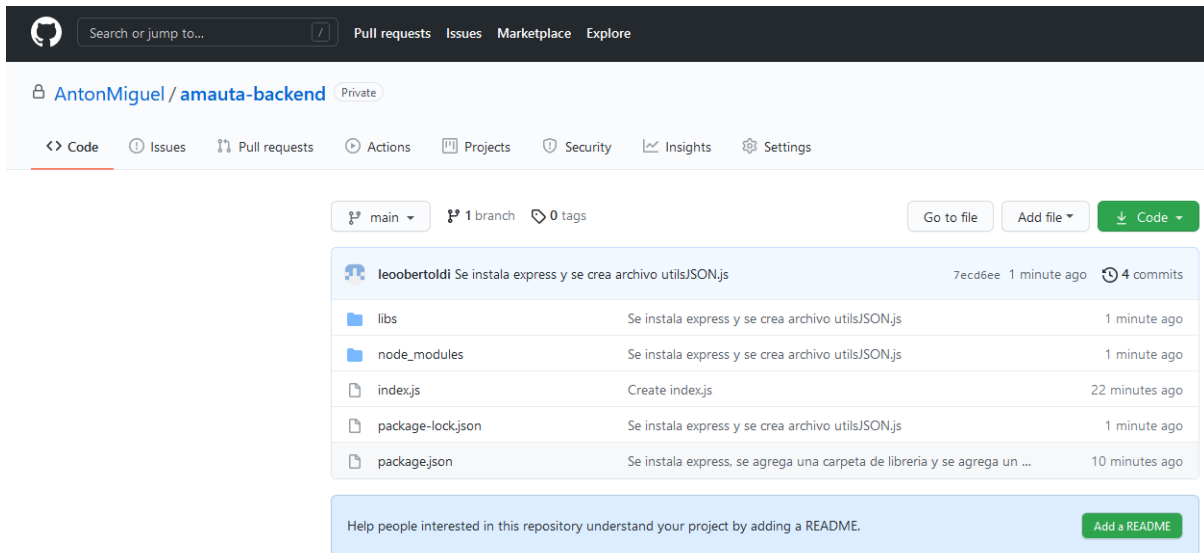 Search or jump to... / Pull requests Issues Marketplace Explore
AntonMiguel / amauta-backend Private
<> Code Issues Pull requests Actions Projects Security Insights Settings
main 1 branch 0 tags Go to file Add file Code
leoobertoldi Se instala express y se crea archivo utilsJSON.js 7ecd6ee 1 minute ago 4 commits
libs Se instala express y se crea archivo utilsJSON.js 1 minute ago
node_modules Se instala express y se crea archivo utilsJSON.js 1 minute ago
index.js Create index.js 22 minutes ago
package-lock.json Se instala express y se crea archivo utilsJSON.js 1 minute ago
package.json Se instala express, se agrega una carpeta de libreria y se agrega un ... 10 minutes ago
Help people interested in this repository understand your project by adding a README. Add a README